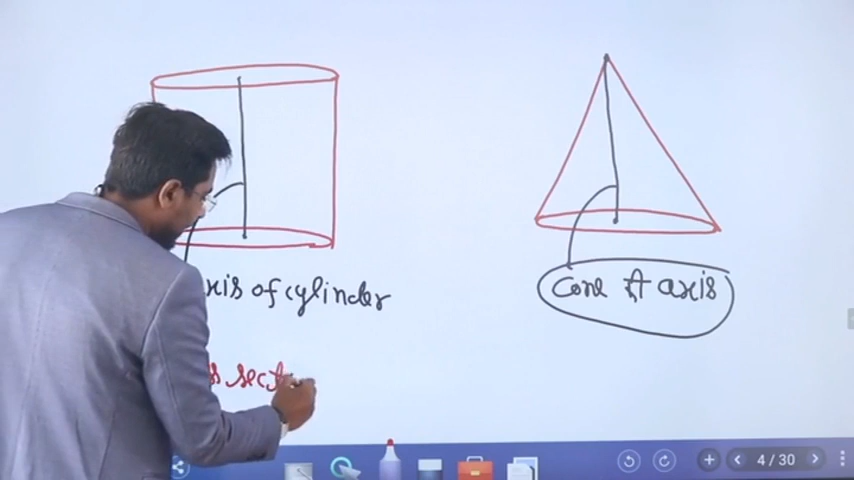 xis of cylinder
Cone का axis
s sect
4 / 30